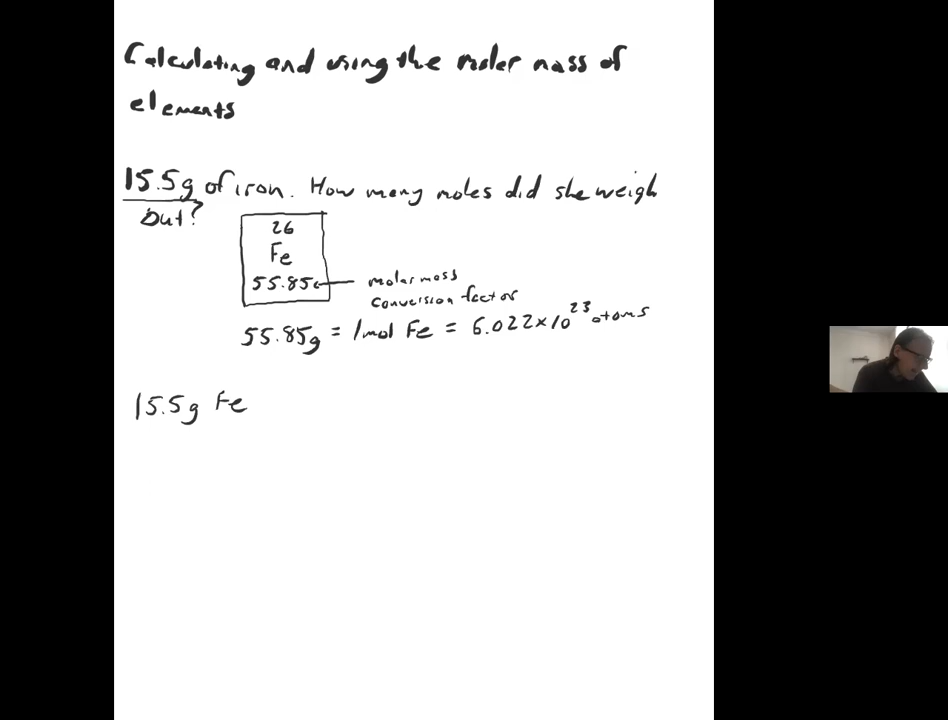 Calculating and using the molar mass of
elements
15.5g of iron. How many moles did she weigh
out?
26
Fe
55.85
molar mass
conversion factor
55.85g = 1mol Fe = 6.022×10²³ atoms
15.5g Fe